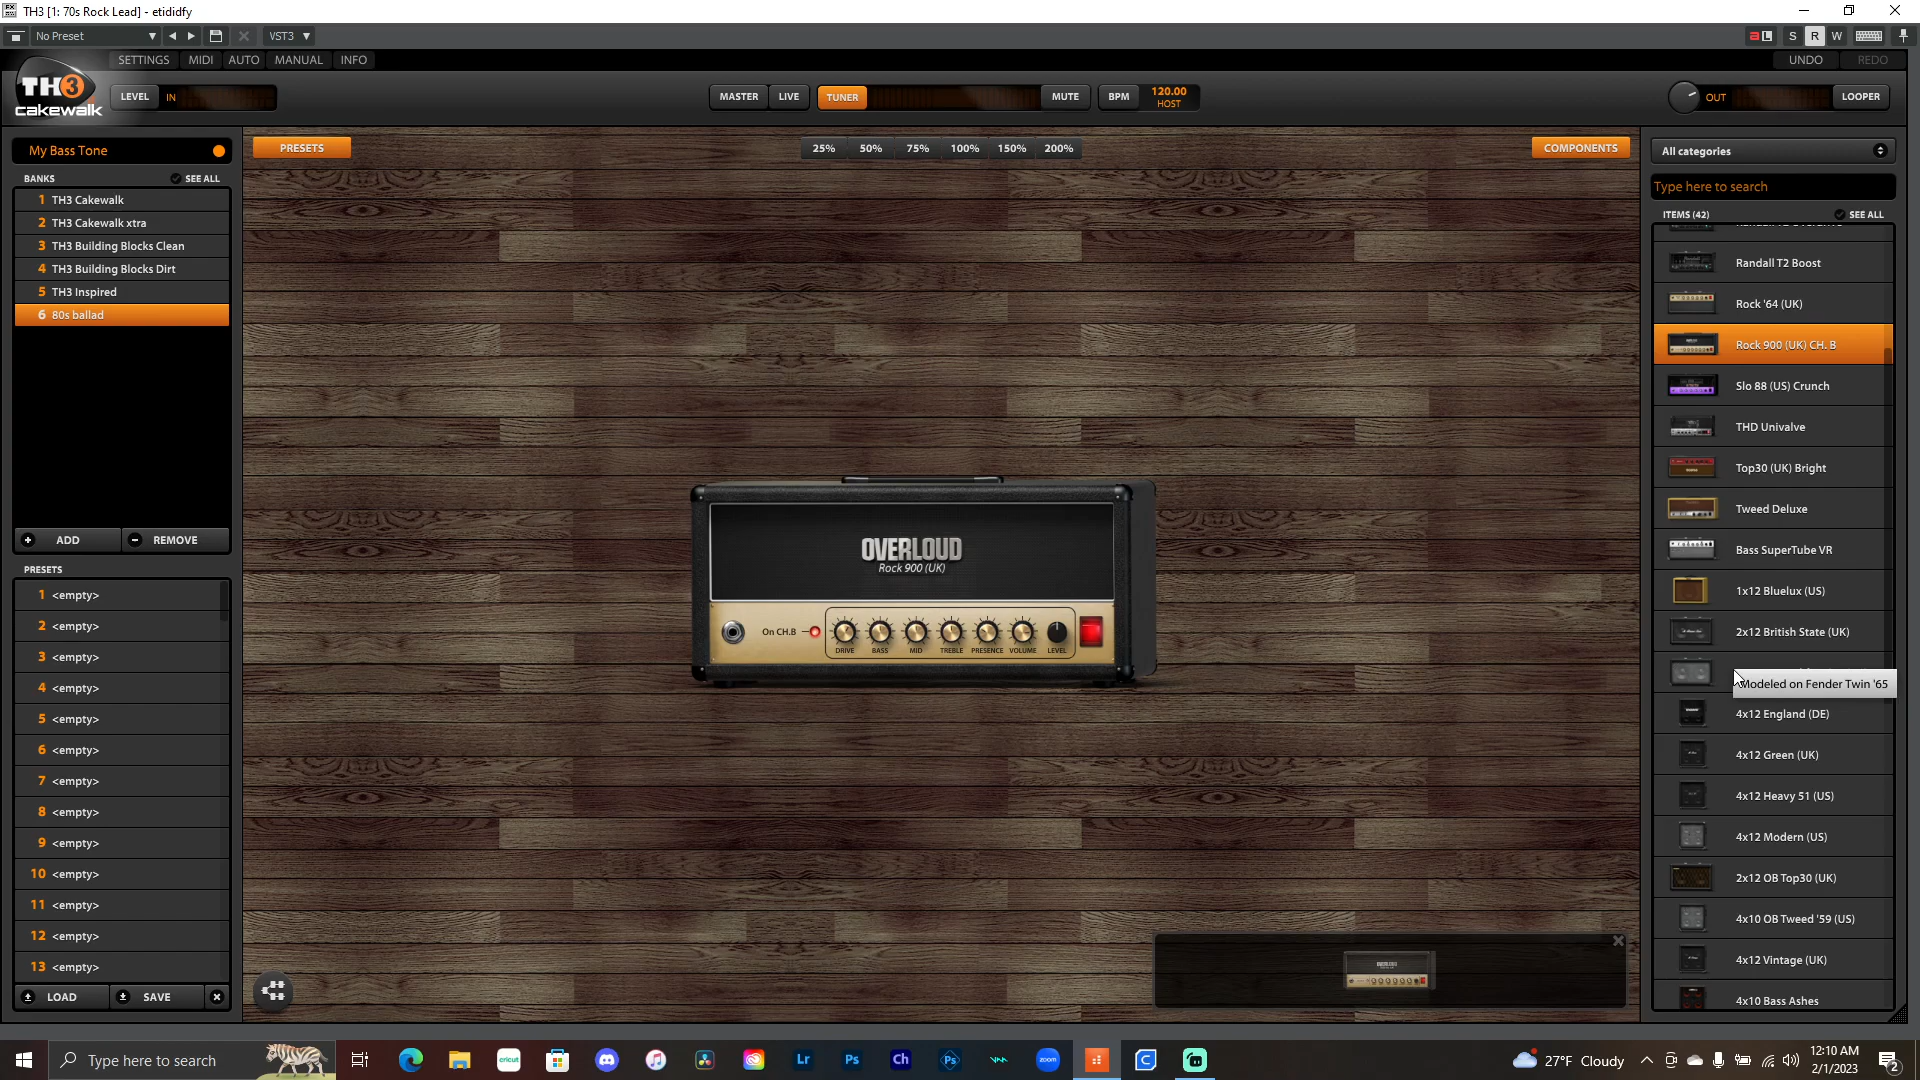 TH3 [1: 70s Rock Lead] - etididfy
No Preset
VST3
S R W
SETTINGS MIDI AUTO MANUAL INFO
UNDO REDO
TH3
cakewalk
LEVEL IN
MASTER LIVE TUNER MUTE BPM 120.00
HOST
OUT LOOPER
My Bass Tone
BANKS SEE ALL
1 TH3 Cakewalk
2 TH3 Cakewalk xtra
3 TH3 Building Blocks Clean
4 TH3 Building Blocks Dirt
5 TH3 Inspired
6 80s ballad
ADD REMOVE
PRESETS
1 <empty>
2 <empty>
3 <empty>
4 <empty>
5 <empty>
6 <empty>
7 <empty>
8 <empty>
9 <empty>
10 <empty>
11 <empty>
12 <empty>
13 <empty>
LOAD SAVE
PRESETS
25% 50% 75% 100% 150% 200%
COMPONENTS
OVERLOUD
Rock 900 (UK)
On CH.B
DRIVE BASS MID TREBLE PRESENCE VOLUME LEVEL
All categories
Type here to search
ITEMS (42) SEE ALL
Randall T2 Boost
Rock '64 (UK)
Rock 900 (UK) CH. B
Slo 88 (US) Crunch
THD Univalve
Top30 (UK) Bright
Tweed Deluxe
Bass SuperTube VR
1x12 Bluelux (US)
2x12 British State (UK)
Modeled on Fender Twin '65
4x12 England (DE)
4x12 Green (UK)
4x12 Heavy 51 (US)
4x12 Modern (US)
2x12 OB Top30 (UK)
4x10 OB Tweed '59 (US)
4x12 Vintage (UK)
4x10 Bass Ashes
Type here to search
cricut
Lr
Ps
Ch
Ps
zoom
27°F Cloudy
12:10 AM
2/1/2023
2